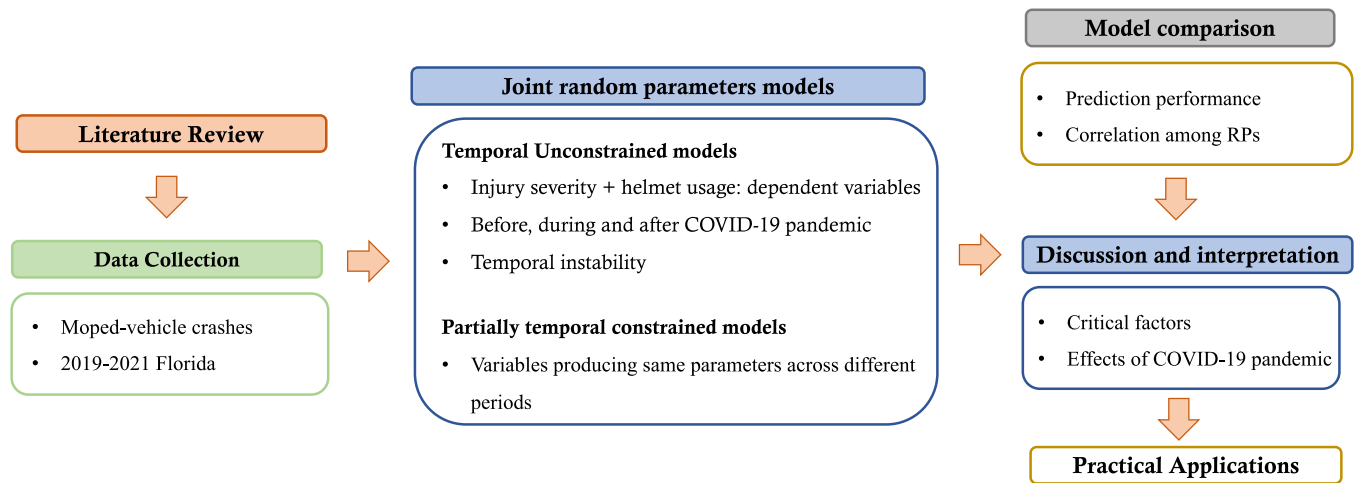 Literature Review
Data Collection
• Moped-vehicle crashes
• 2019-2021 Florida
Joint random parameters models
Temporal Unconstrained models
• Injury severity + helmet usage: dependent variables
• Before, during and after COVID-19 pandemic
• Temporal instability
Partially temporal constrained models
• Variables producing same parameters across different
periods
Model comparison
• Prediction performance
• Correlation among RPs
Discussion and interpretation
• Critical factors
• Effects of COVID-19 pandemic
Practical Applications